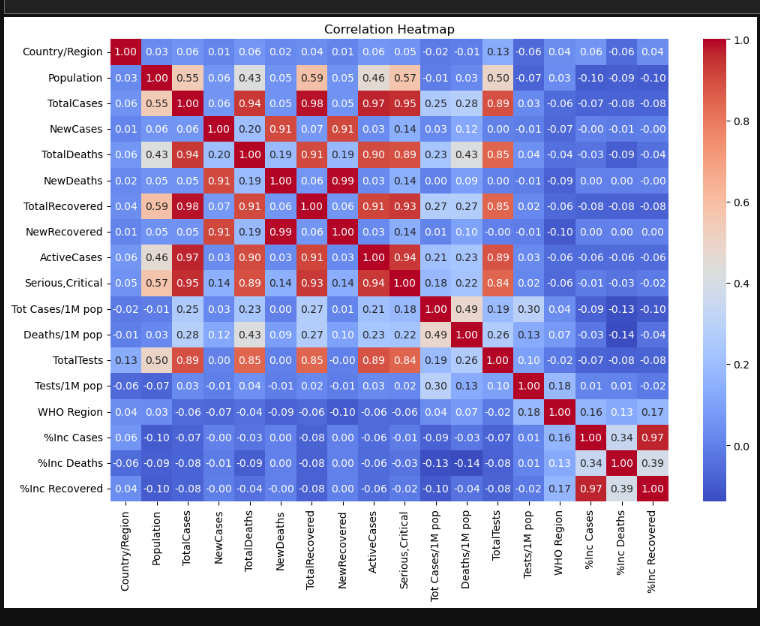 Correlation Heatmap
Country/Region 1.00 0.03 0.06 0.01 0.06 0.02 0.04 0.01 0.06 0.05 -0.02 -0.01 0.13 -0.06 0.04 0.06 -0.06 0.04
Population 0.03 1.00 0.55 0.06 0.43 0.05 0.59 0.05 0.46 0.57 -0.01 0.03 0.50 -0.07 0.03 -0.10 -0.09 -0.10
TotalCases 0.06 0.55 1.00 0.06 0.94 0.05 0.98 0.05 0.97 0.95 0.25 0.28 0.89 0.03 -0.06 -0.07 -0.08 -0.08
NewCases 0.01 0.06 0.06 1.00 0.20 0.91 0.07 0.91 0.03 0.14 0.03 0.12 0.00 -0.01 -0.07 -0.00 -0.01 -0.00
TotalDeaths 0.06 0.43 0.94 0.20 1.00 0.19 0.91 0.19 0.90 0.89 0.23 0.43 0.85 0.04 -0.04 -0.03 -0.09 -0.04
NewDeaths 0.02 0.05 0.05 0.91 0.19 1.00 0.06 0.99 0.03 0.14 0.00 0.09 0.00 -0.01 -0.09 0.00 0.00 -0.00
TotalRecovered 0.04 0.59 0.98 0.07 0.91 0.06 1.00 0.06 0.91 0.93 0.27 0.27 0.85 0.02 -0.06 -0.08 -0.08 -0.08
NewRecovered 0.01 0.05 0.05 0.91 0.19 0.99 0.06 1.00 0.03 0.14 0.01 0.10 -0.00 -0.01 -0.10 0.00 0.00 0.00
ActiveCases 0.06 0.46 0.97 0.03 0.90 0.03 0.91 0.03 1.00 0.94 0.21 0.23 0.89 0.03 -0.06 -0.06 -0.06 -0.06
Serious,Critical 0.05 0.57 0.95 0.14 0.89 0.14 0.93 0.14 0.94 1.00 0.18 0.22 0.84 0.02 -0.06 -0.01 -0.03 -0.02
Tot Cases/1M pop -0.02 -0.01 0.25 0.03 0.23 0.00 0.27 0.01 0.21 0.18 1.00 0.49 0.19 0.30 0.04 -0.09 -0.13 -0.10
Deaths/1M pop -0.01 0.03 0.28 0.12 0.43 0.09 0.27 0.10 0.23 0.22 0.49 1.00 0.26 0.13 0.07 -0.03 -0.14 -0.04
TotalTests 0.13 0.50 0.89 0.00 0.85 0.00 0.85 -0.00 0.89 0.84 0.19 0.26 1.00 0.10 -0.02 -0.07 -0.08 -0.08
Tests/1M pop -0.06 -0.07 0.03 -0.01 0.04 -0.01 0.02 -0.01 0.03 0.02 0.30 0.13 0.10 1.00 0.18 0.01 0.01 -0.02
WHO Region 0.04 0.03 -0.06 -0.07 -0.04 -0.09 -0.06 -0.10 -0.06 -0.06 0.04 0.07 -0.02 0.18 1.00 0.16 0.13 0.17
%Inc Cases 0.06 -0.10 -0.07 -0.00 -0.03 0.00 -0.08 0.00 -0.06 -0.01 -0.09 -0.03 -0.07 0.01 0.16 1.00 0.34 0.97
%Inc Deaths -0.06 -0.09 -0.08 -0.01 -0.09 0.00 -0.08 0.00 -0.06 -0.03 -0.13 -0.14 -0.08 0.01 0.13 0.34 1.00 0.39
%Inc Recovered 0.04 -0.10 -0.08 -0.00 -0.04 -0.00 -0.08 0.00 -0.06 -0.02 -0.10 -0.04 -0.08 -0.02 0.17 0.97 0.39 1.00
Country/Region
Population
TotalCases
NewCases
TotalDeaths
NewDeaths
TotalRecovered
NewRecovered
ActiveCases
Serious,Critical
Tot Cases/1M pop
Deaths/1M pop
TotalTests
Tests/1M pop
WHO Region
%Inc Cases
%Inc Deaths
%Inc Recovered
1.0
0.8
0.6
0.4
0.2
0.0